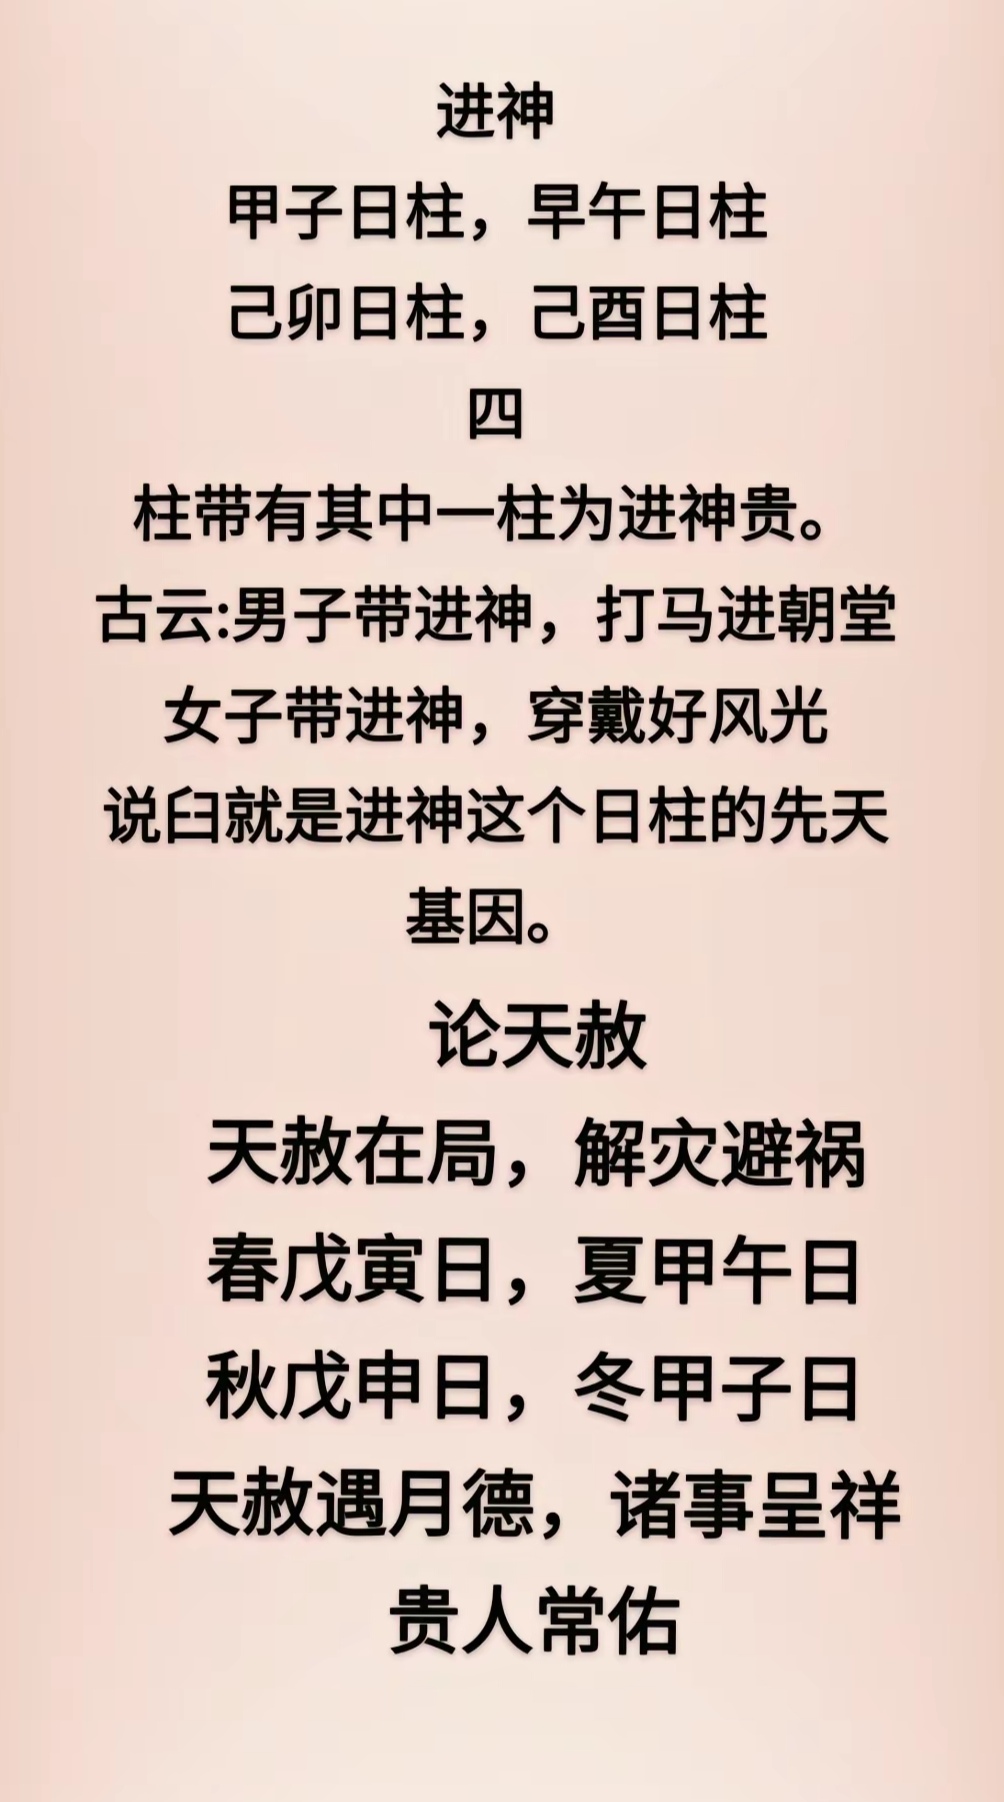 进神
甲子日柱，早午日柱
己卯日柱，己酉日柱
四
柱带有其中一柱为进神贵。
古云:男子带进神，打马进朝堂
女子带进神，穿戴好风光
说臼就是进神这个日柱的先天
基因。
论天赦
天赦在局，解灾避祸
春戊寅日，夏甲午日
秋戊申日，冬甲子日
天赦遇月德，诸事呈祥
贵人常佑